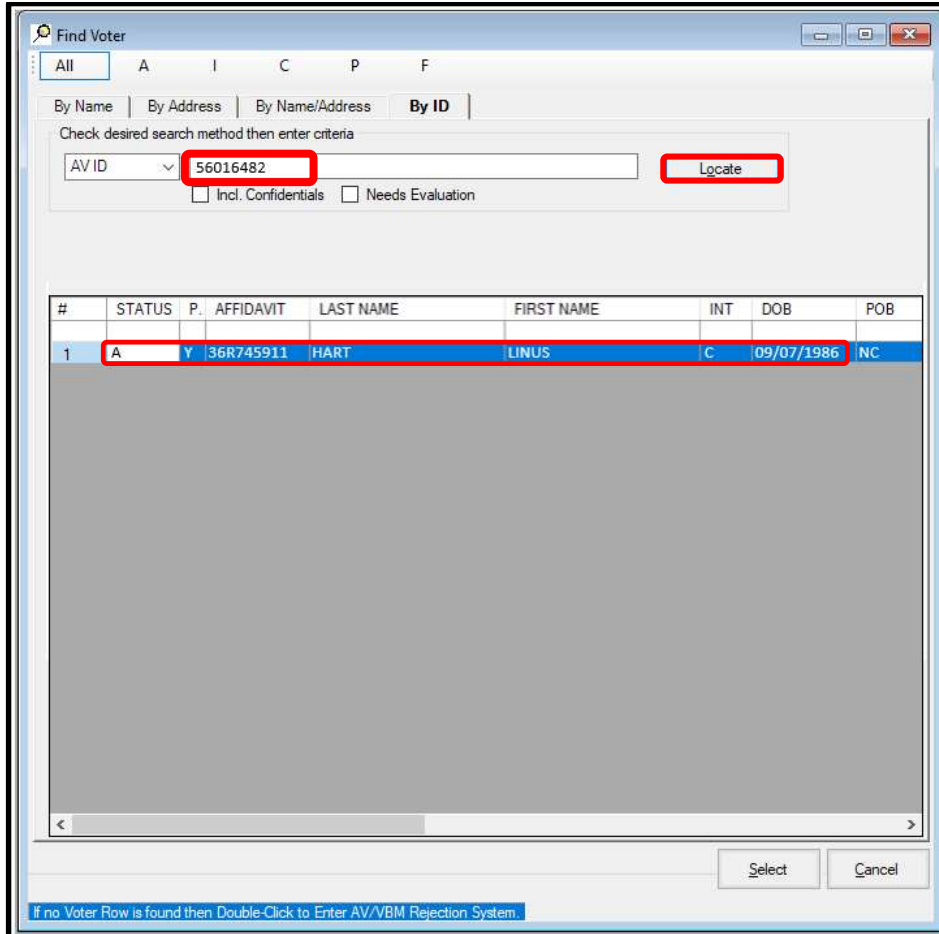 Find Voter
All A I C P F
By Name By Address By Name/Address By ID
Check desired search method then enter criteria
AV ID 56016482 Locate
Incl. Confidentials Needs Evaluation
# STATUS P. AFFIDAVIT LAST NAME FIRST NAME INT DOB POB
1 A Y 36R745911 HART LINUS C 09/07/1986 NC
Select Cancel
If no Voter Row is found then Double-Click to Enter AV/VBM Rejection System.